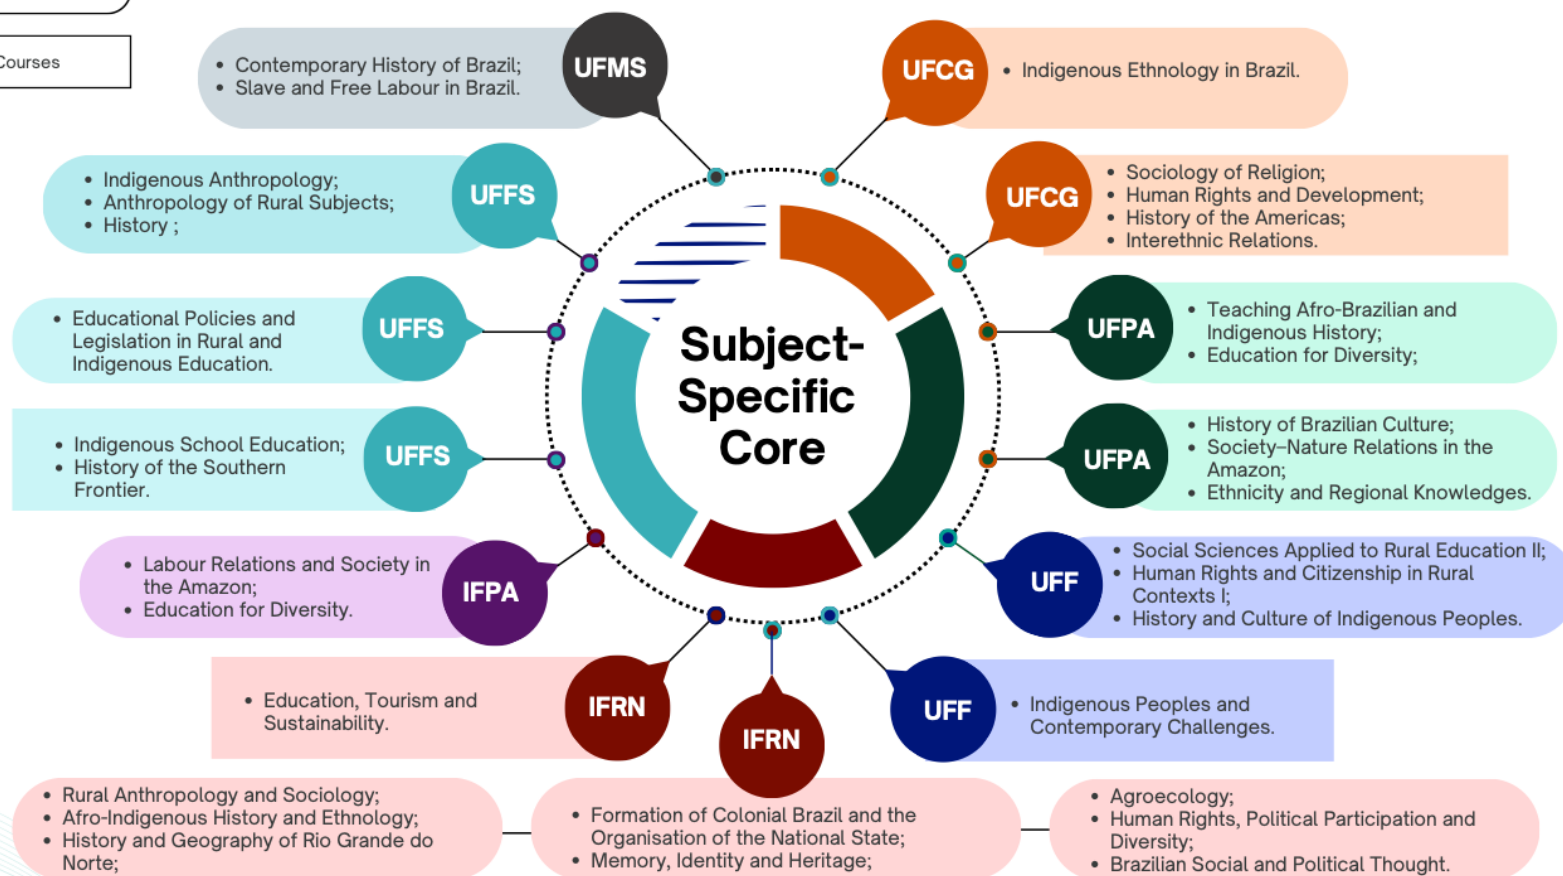 Courses
UFMS
• Contemporary History of Brazil;
• Slave and Free Labour in Brazil.
UFCG
• Indigenous Ethnology in Brazil.
UFFS
• Indigenous Anthropology;
• Anthropology of Rural Subjects;
• History ;
UFCG
• Sociology of Religion;
• Human Rights and Development;
• History of the Americas;
• Interethnic Relations.
UFFS
• Educational Policies and
Legislation in Rural and
Indigenous Education.
UFPA
• Teaching Afro-Brazilian and
Indigenous History;
• Education for Diversity;
Subject-
Specific
Core
UFFS
• Indigenous School Education;
• History of the Southern
Frontier.
UFPA
• History of Brazilian Culture;
• Society–Nature Relations in the
Amazon;
• Ethnicity and Regional Knowledges.
IFPA
• Labour Relations and Society in
the Amazon;
• Education for Diversity.
UFF
• Social Sciences Applied to Rural Education II;
• Human Rights and Citizenship in Rural
Contexts I;
• History and Culture of Indigenous Peoples.
IFRN
• Education, Tourism and
Sustainability.
IFRN
UFF
• Indigenous Peoples and
Contemporary Challenges.
• Rural Anthropology and Sociology;
• Afro-Indigenous History and Ethnology;
• History and Geography of Rio Grande do
Norte;
• Formation of Colonial Brazil and the
Organisation of the National State;
• Memory, Identity and Heritage;
• Agroecology;
• Human Rights, Political Participation and
Diversity;
• Brazilian Social and Political Thought.